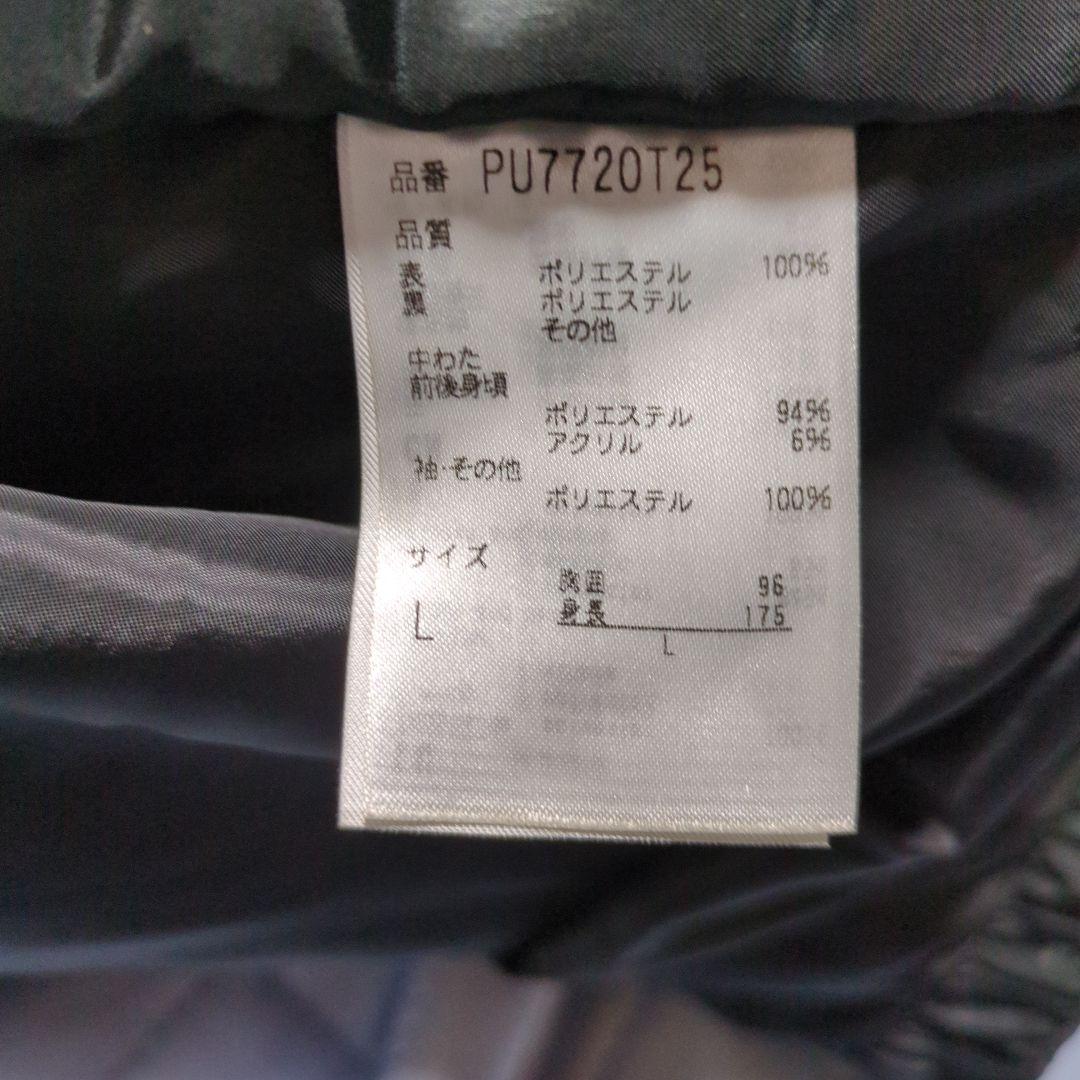 品番 PU7720T25
品質
表 ポリエステル 100%
裏 ポリエステル
その他
中わた
前後身頃
ポリエステル 94%
アクリル 6%
袖・その他
ポリエステル 100%
サイズ
胸囲 96
身長 175
L
L